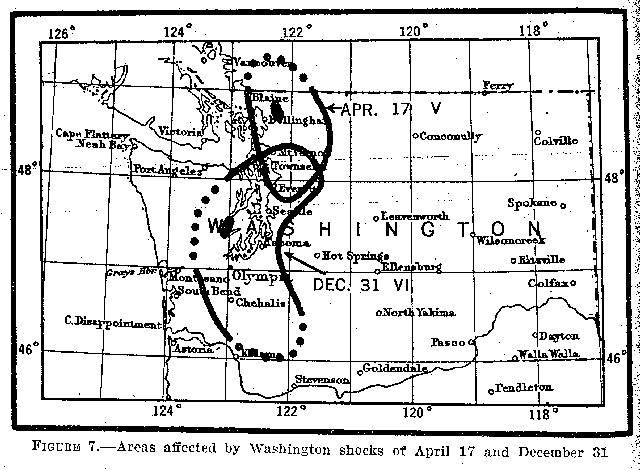 126° 124° 122° 120° 118°
Vancouver
Ferry
Blaine
APR. 17 V
Bellingham
Cape Flattery Victoria Conconully Colville
Neah Bay
48° Port Angeles Townsend 48°
Everett
Spokane
Seattle Leavenworth
WASHINGTON
Tacoma Wilsoncreek
Hot Springs Ritzville
Grays Hbr. Montesano Olympia Ellensburg
DEC. 31 VI Colfax
South Bend
Chehalis
North Yakima
C. Disappointment
46° Astoria Kalama Pasco Dayton 46°
Walla Walla
Goldendale
Stevenson
Pendleton
124° 122° 120° 118°
FIGURE 7.—Areas affected by Washington shocks of April 17 and December 31